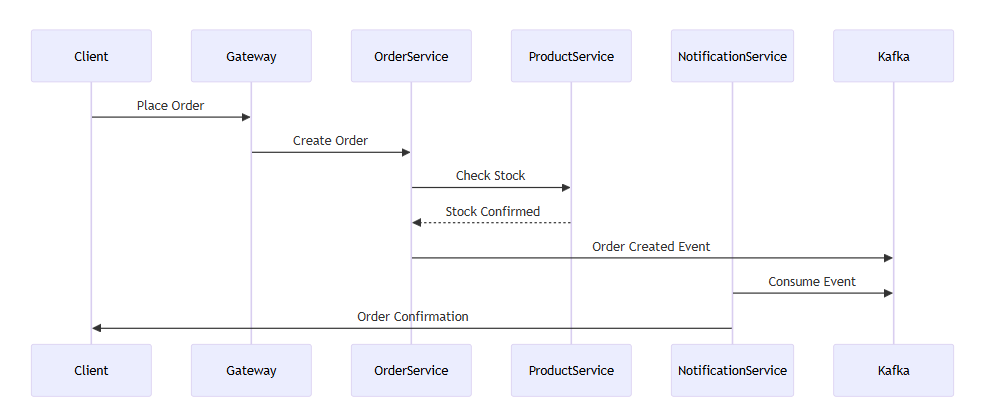 Client
Gateway
OrderService
ProductService
NotificationService
Kafka
Place Order
Create Order
Check Stock
Stock Confirmed
Order Created Event
Consume Event
Order Confirmation
Client
Gateway
OrderService
ProductService
NotificationService
Kafka